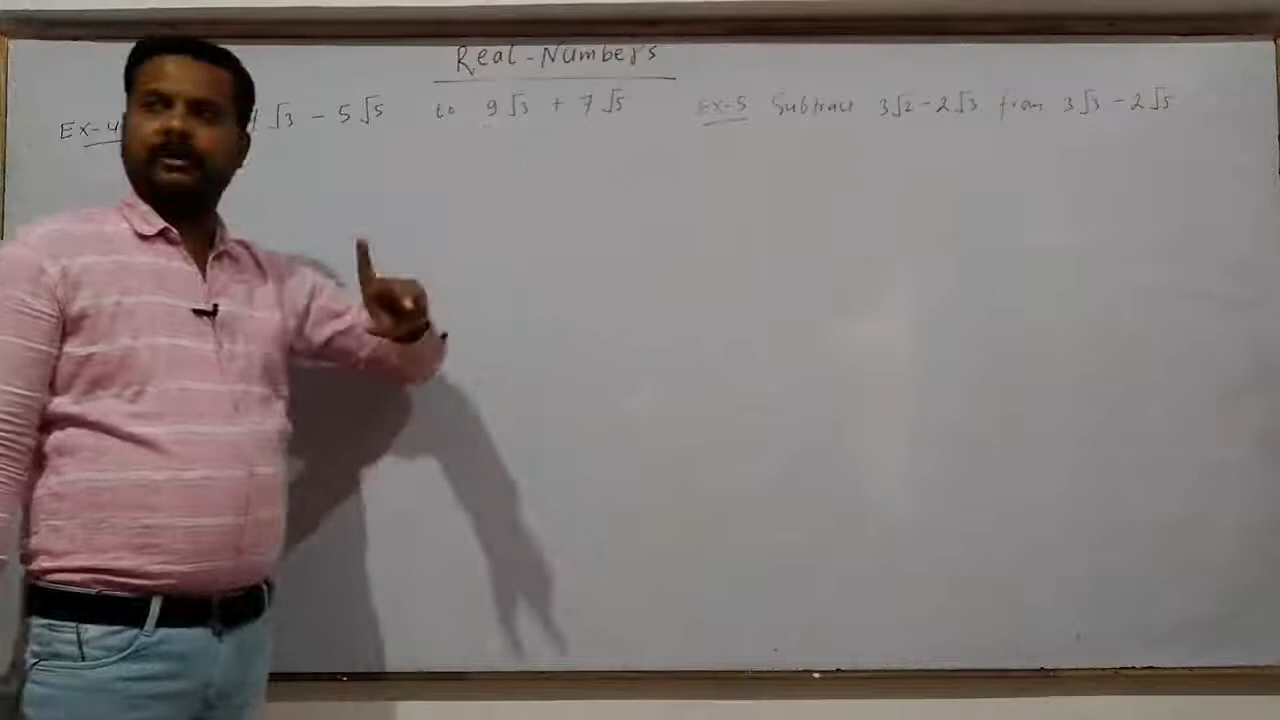 Real-Numbers
Ex-4 √3 - 5√5 to 9√3 + 7√5
Ex-5 Subtract 3√2 - 2√3 from 3√3 - 2√5